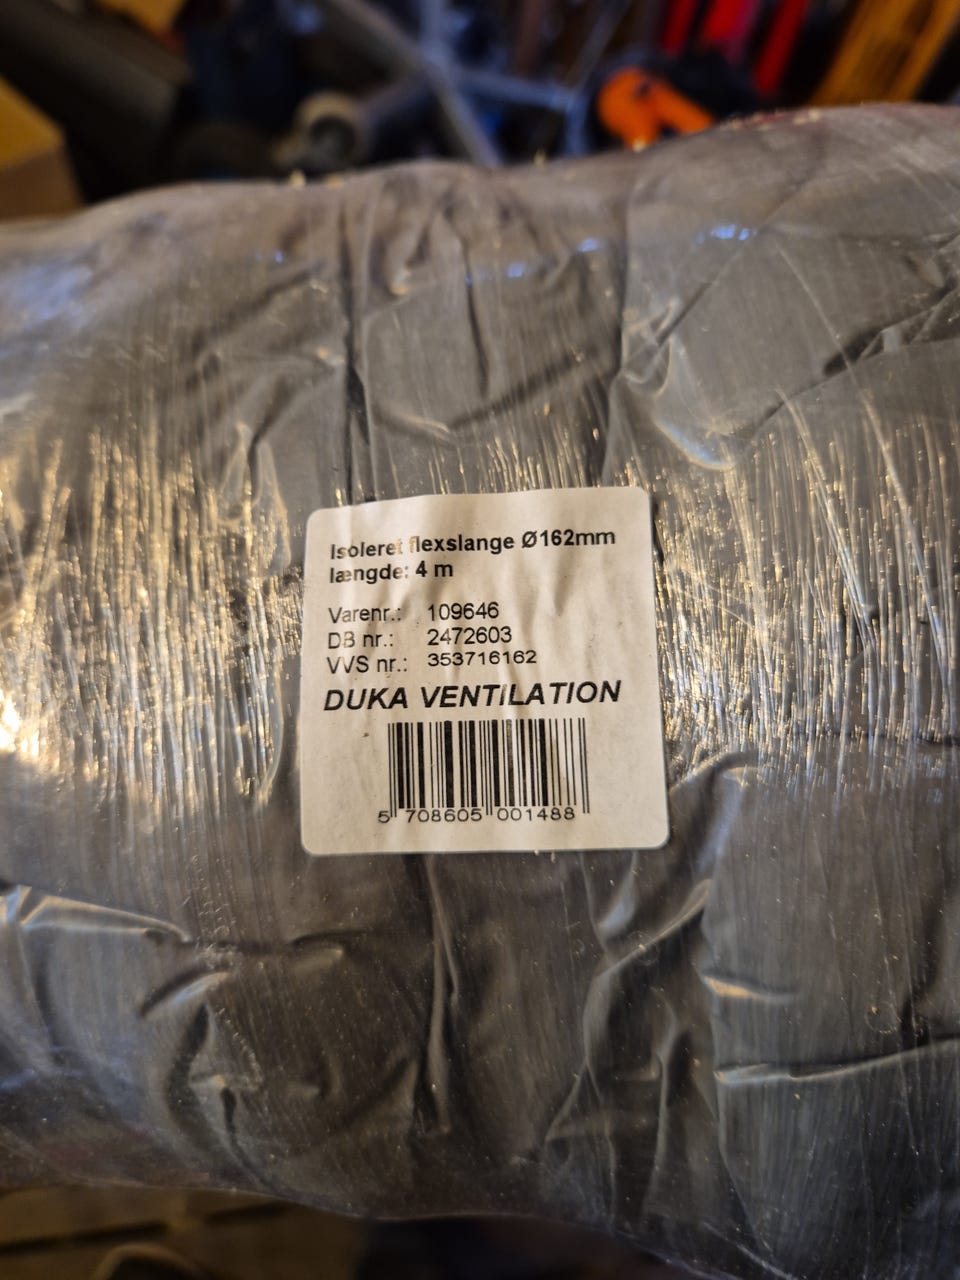 Isoleret flexslange Ø162mm
længde: 4 m
Varenr.: 109646
DB nr.: 2472603
VVS nr.: 353716162
DUKA VENTILATION
5 708605 001488